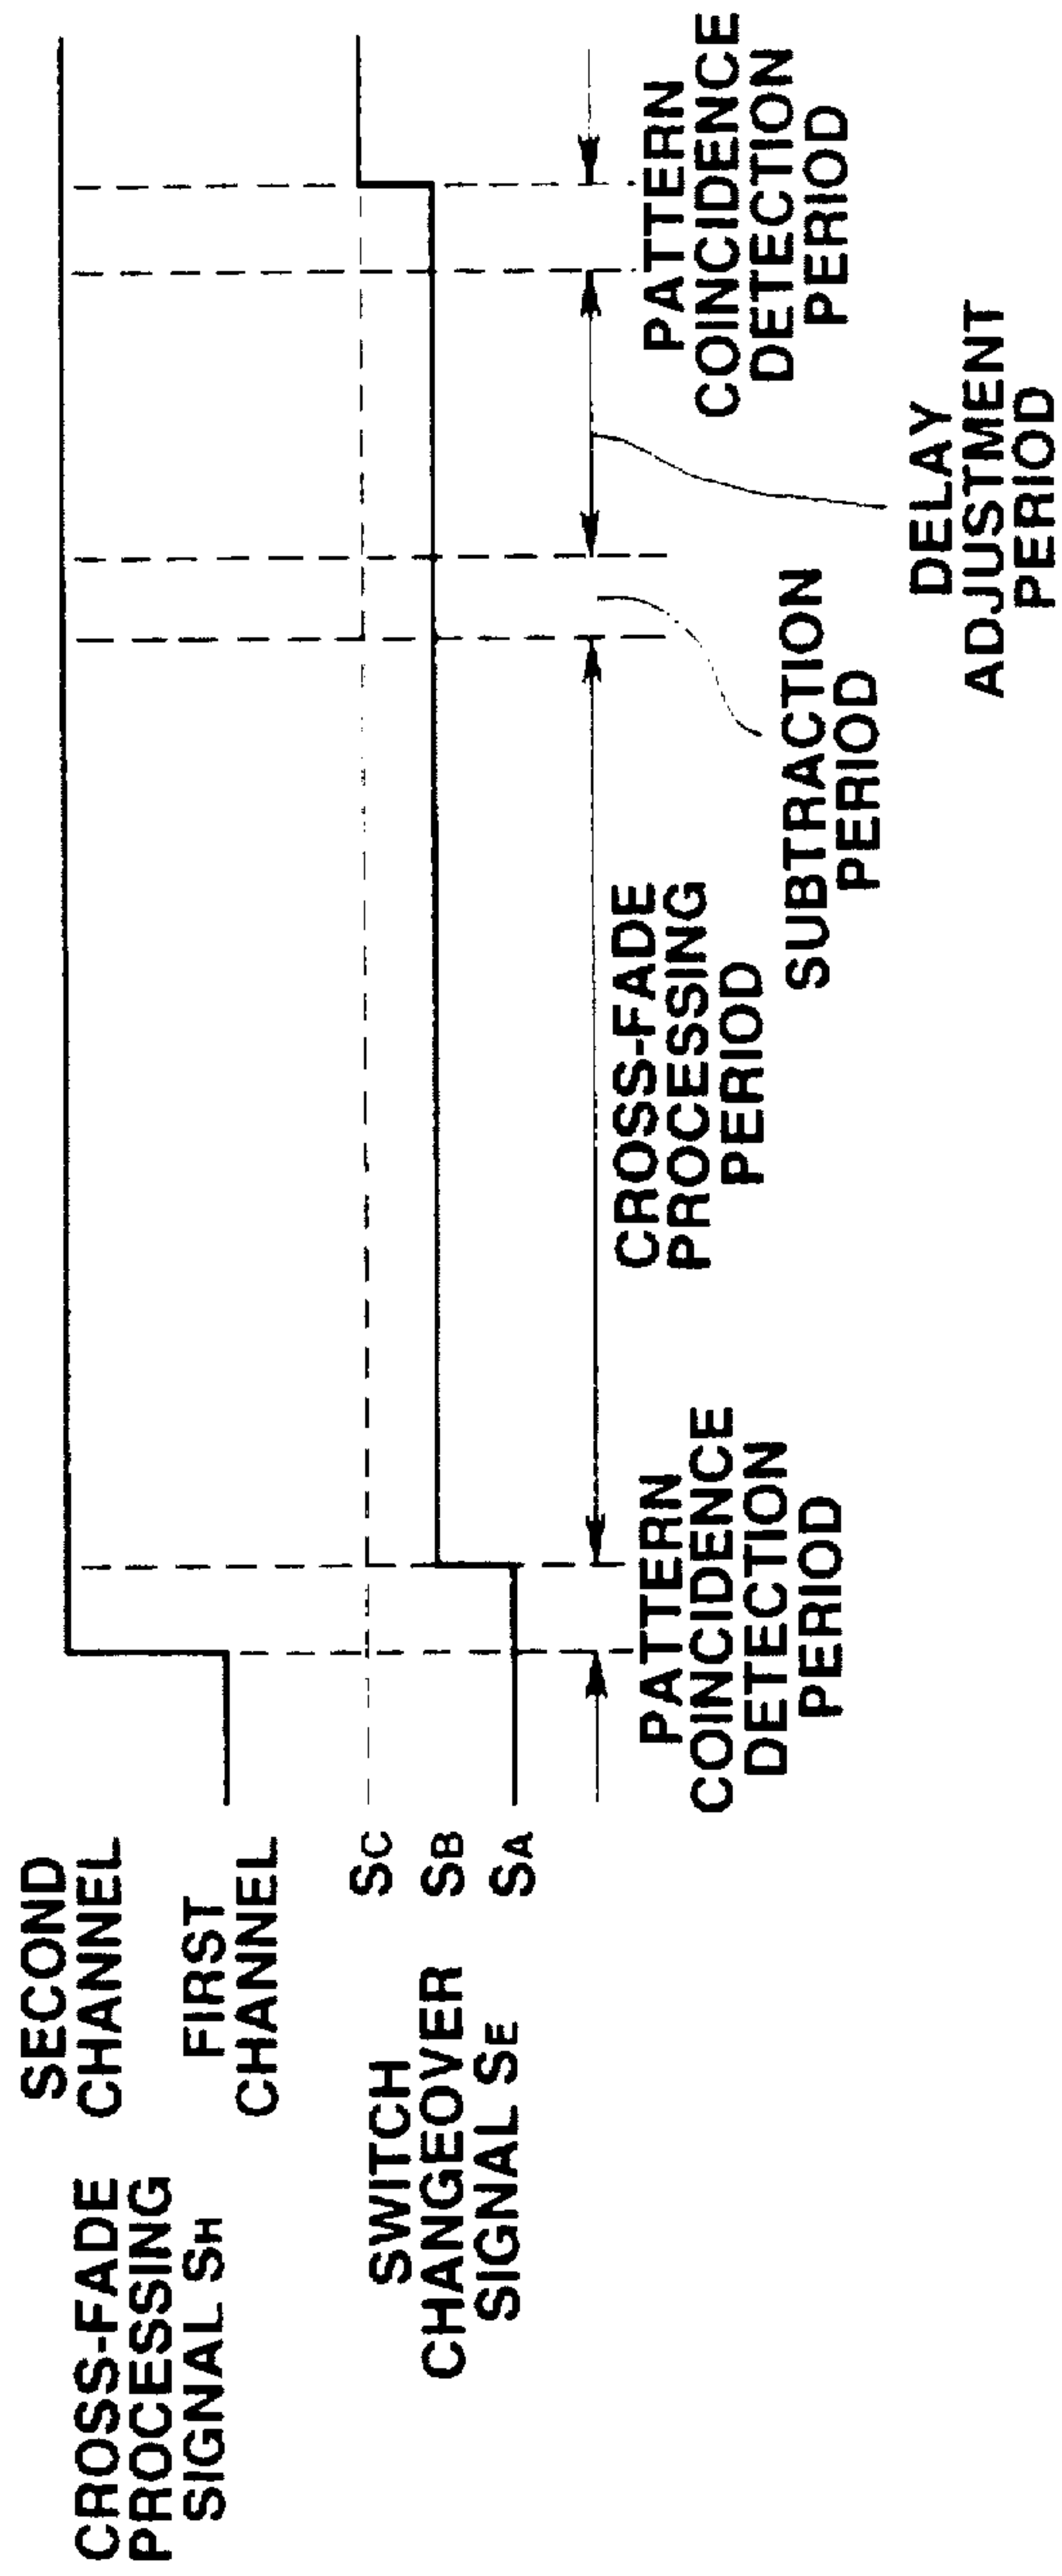 CROSS-FADE
PROCESSING
SIGNAL SH
SECOND
CHANNEL
FIRST
CHANNEL
SWITCH
CHANGEOVER
SIGNAL SE
SC
SB
SA
PATTERN
COINCIDENCE
DETECTION
PERIOD
CROSS-FADE
PROCESSING
PERIOD
SUBTRACTION
PERIOD
DELAY
ADJUSTMENT
PERIOD
PATTERN
COINCIDENCE
DETECTION
PERIOD